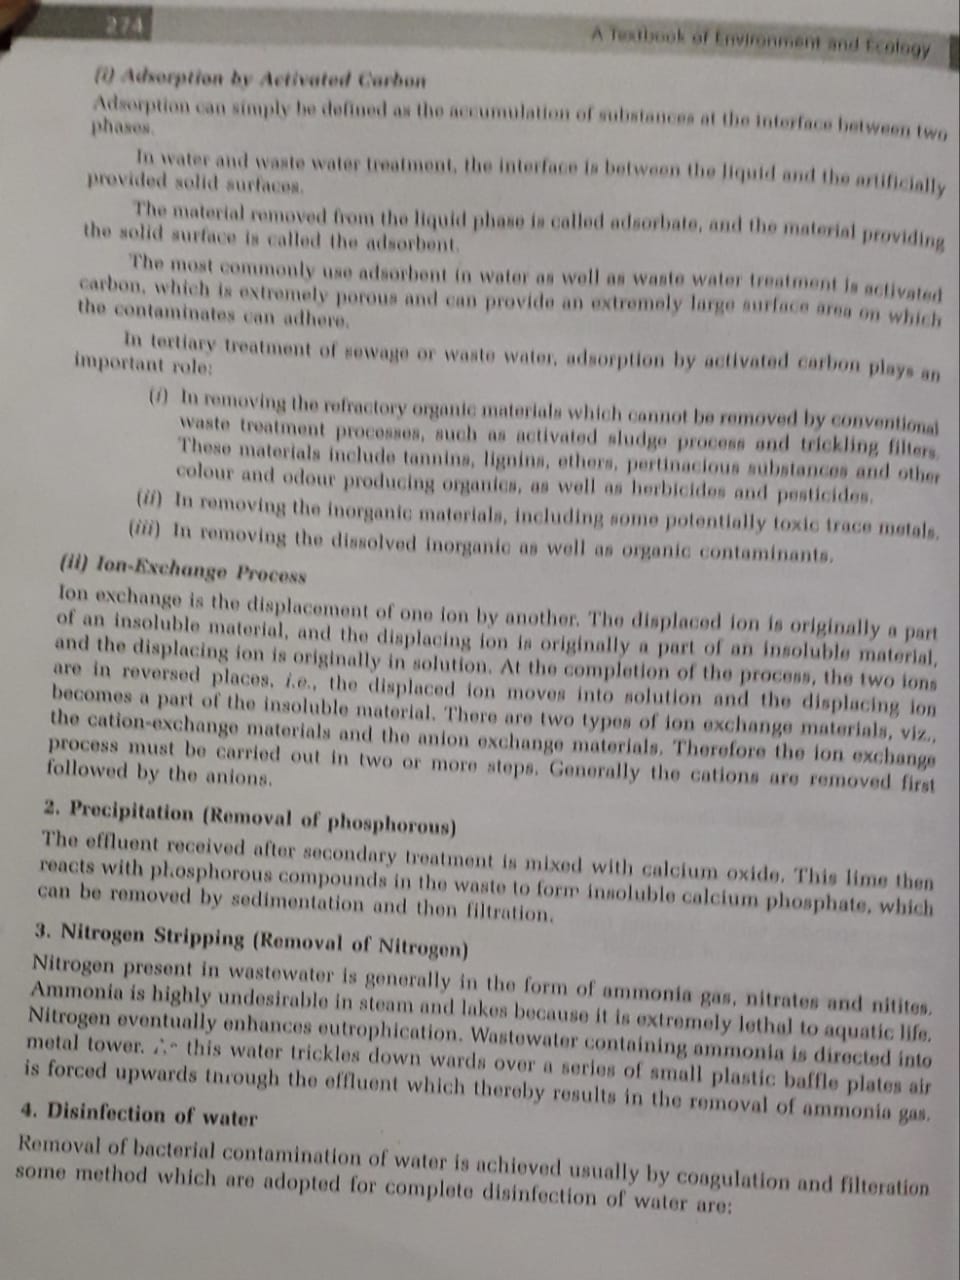 274
A Textbook of Environment and Ecology
(i) Adsorption by Activated Carbon
Adsorption can simply be defined as the accumulation of substances at the interface between two
phases.
In water and waste water treatment, the interface is between the liquid and the artificially
provided solid surfaces.
The material removed from the liquid phase is called adsorbate, and the material providing
the solid surface is called the adsorbent.
The most commonly use adsorbent in water as well as waste water treatment is activated
carbon, which is extremely porous and can provide an extremely large surface area on which
the contaminates can adhere.
In tertiary treatment of sewage or waste water, adsorption by activated carbon plays an
important role:
(i) In removing the refractory organic materials which cannot be removed by conventional
waste treatment processes, such as activated sludge process and trickling filters.
These materials include tannins, lignins, ethers, pertinacious substances and other
colour and odour producing organics, as well as herbicides and pesticides.
(ii) In removing the inorganic materials, including some potentially toxic trace metals.
(iii) In removing the dissolved inorganic as well as organic contaminants.
(ii) Ion-Exchange Process
Ion exchange is the displacement of one ion by another. The displaced ion is originally a part
of an insoluble material, and the displacing ion is originally a part of an insoluble material,
and the displacing ion is originally in solution. At the completion of the process, the two ions
are in reversed places, i.e., the displaced ion moves into solution and the displacing ion
becomes a part of the insoluble material. There are two types of ion exchange materials, viz.,
the cation-exchange materials and the anion exchange materials. Therefore the ion exchange
process must be carried out in two or more steps. Generally the cations are removed first
followed by the anions.
2. Precipitation (Removal of phosphorous)
The effluent received after secondary treatment is mixed with calcium oxide. This lime then
reacts with phosphorous compounds in the waste to form insoluble calcium phosphate, which
can be removed by sedimentation and then filtration.
3. Nitrogen Stripping (Removal of Nitrogen)
Nitrogen present in wastewater is generally in the form of ammonia gas, nitrates and nitites.
Ammonia is highly undesirable in steam and lakes because it is extremely lethal to aquatic life.
Nitrogen eventually enhances eutrophication. Wastewater containing ammonia is directed into
metal tower. this water trickles down wards over a series of small plastic baffle plates air
is forced upwards through the effluent which thereby results in the removal of ammonia gas.
4. Disinfection of water
Removal of bacterial contamination of water is achieved usually by coagulation and filteration
some method which are adopted for complete disinfection of water are: